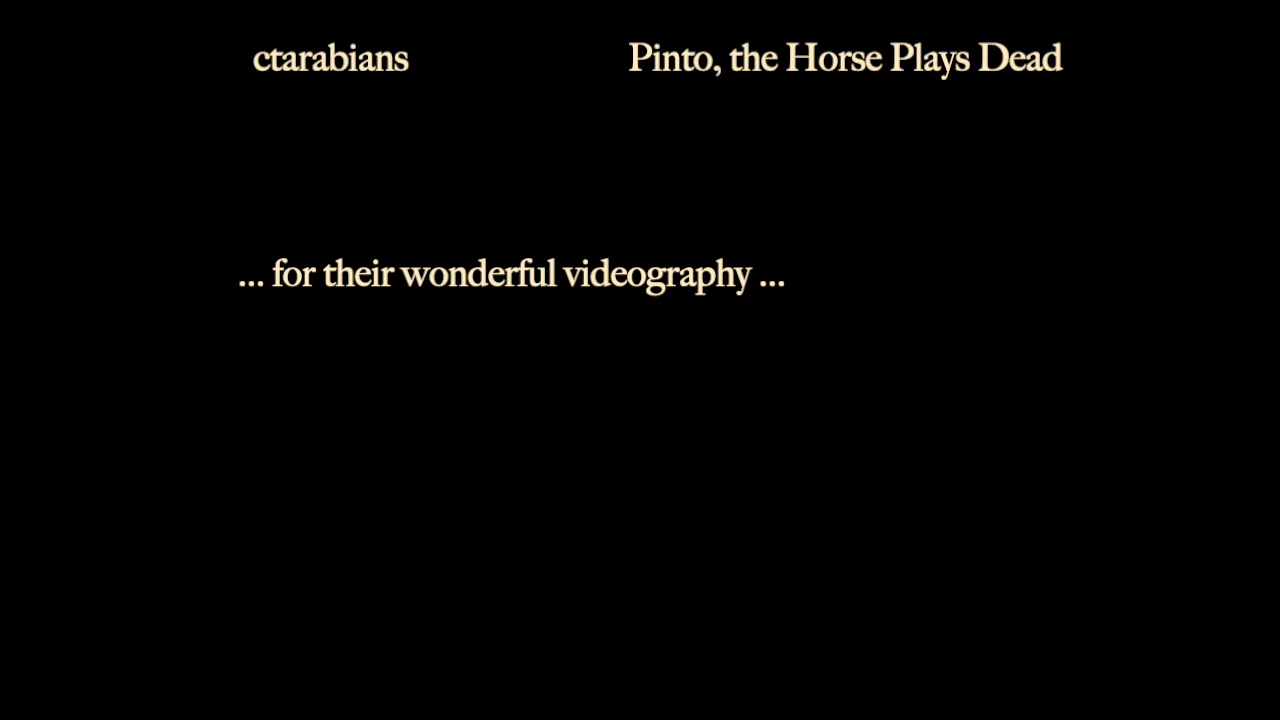 ctarabians Pinto, the Horse Plays Dead
... for their wonderful videography ...